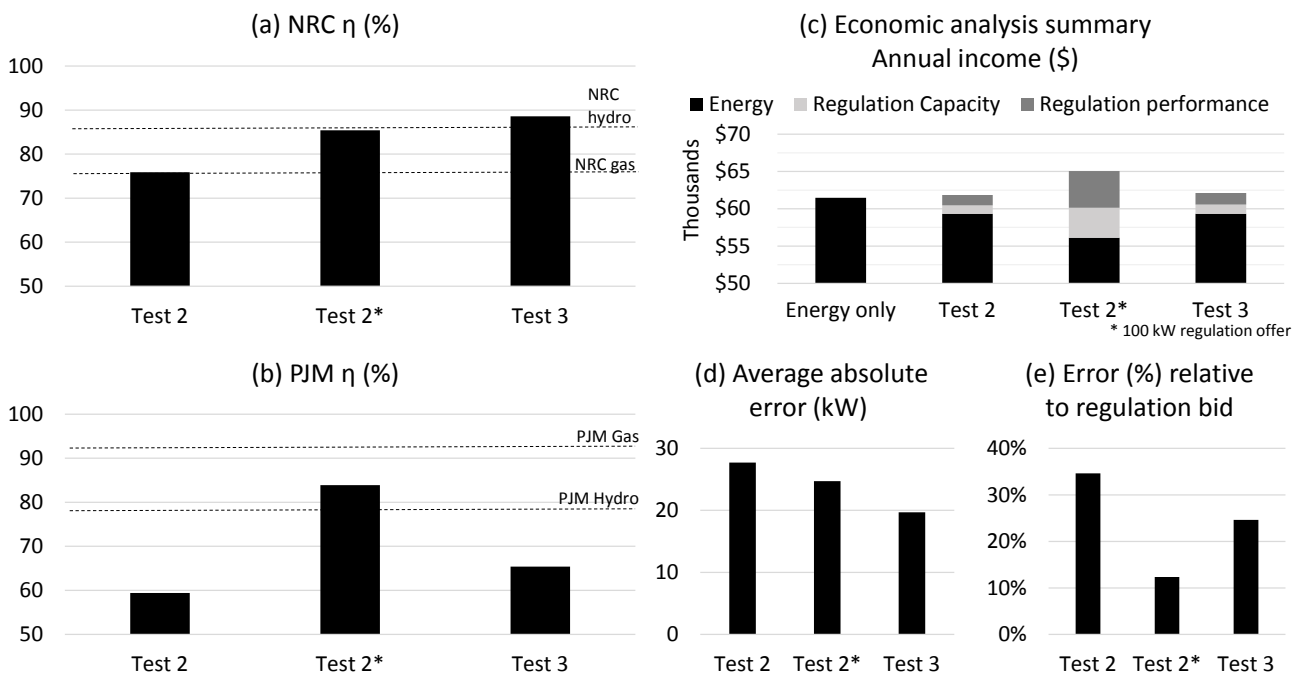 (a) NRC η (%)
100
90
80
70
60
50
NRC
hydro
NRC gas
Test 2
Test 2*
Test 3
(c) Economic analysis summary
Annual income ($)
Energy
Regulation Capacity
Regulation performance
Thousands
$70
$65
$60
$55
$50
Energy only
Test 2
Test 2*
Test 3
* 100 kW regulation offer
(b) PJM η (%)
100
90
80
70
60
50
PJM Gas
PJM Hydro
Test 2
Test 2*
Test 3
(d) Average absolute
error (kW)
30
20
10
0
Test 2
Test 2*
Test 3
(e) Error (%) relative
to regulation bid
40%
30%
20%
10%
0%
Test 2
Test 2*
Test 3